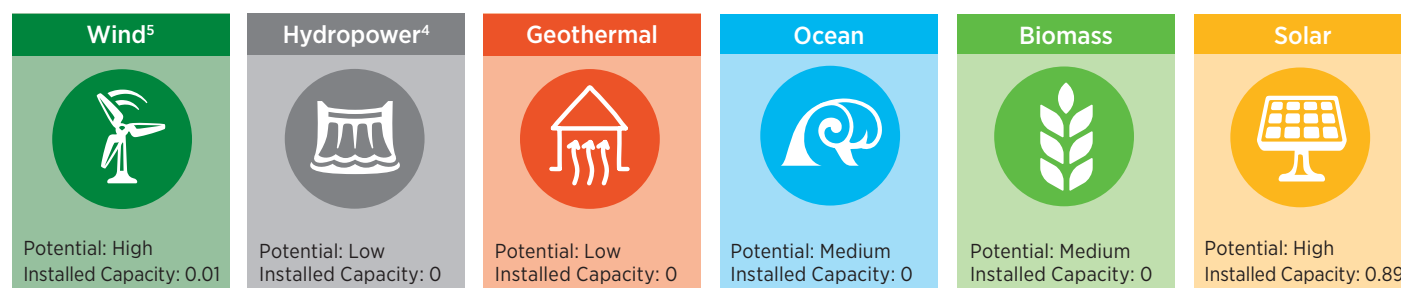 Wind⁵
Potential: High
Installed Capacity: 0.01
Hydropower⁴
Potential: Low
Installed Capacity: 0
Geothermal
Potential: Low
Installed Capacity: 0
Ocean
Potential: Medium
Installed Capacity: 0
Biomass
Potential: Medium
Installed Capacity: 0
Solar
Potential: High
Installed Capacity: 0.89